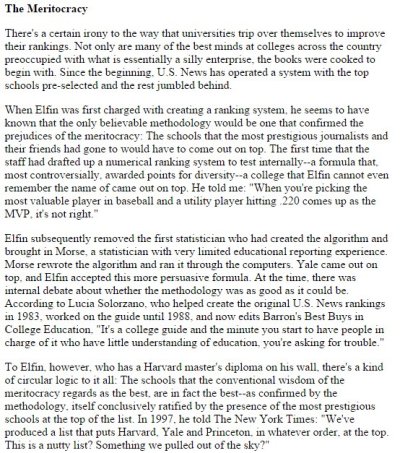 The Meritocracy
There's a certain irony to the way that universities trip over themselves to improve
their rankings. Not only are many of the best minds at colleges across the country
preoccupied with what is essentially a silly enterprise, the books were cooked to
begin with. Since the beginning, U.S. News has operated a system with the top
schools pre-selected and the rest jumbled behind.
When Elfin was first charged with creating a ranking system, he seems to have
known that the only believable methodology would be one that confirmed the
prejudices of the meritocracy: The schools that the most prestigious journalists and
their friends had gone to would have to come out on top. The first time that the
staff had drafted up a numerical ranking system to test internally--a formula that,
most controversially, awarded points for diversity--a college that Elfin cannot even
remember the name of came out on top. He told me: "When you're picking the
most valuable player in baseball and a utility player hitting .220 comes up as the
MVP, it's not right."
Elfin subsequently removed the first statistician who had created the algorithm and
brought in Morse, a statistician with very limited educational reporting experience.
Morse rewrote the algorithm and ran it through the computers. Yale came out on
top, and Elfin accepted this more persuasive formula. At the time, there was
internal debate about whether the methodology was as good as it could be.
According to Lucia Solorzano, who helped create the original U.S. News rankings
in 1983, worked on the guide until 1988, and now edits Barron's Best Buys in
College Education, "It's a college guide and the minute you start to have people in
charge of it who have little understanding of education, you're asking for trouble."
To Elfin, however, who has a Harvard master's diploma on his wall, there's a kind
of circular logic to it all: The schools that the conventional wisdom of the
meritocracy regards as the best, are in fact the best--as confirmed by the
methodology, itself conclusively ratified by the presence of the most prestigious
schools at the top of the list. In 1997, he told The New York Times: "We've
produced a list that puts Harvard, Yale and Princeton, in whatever order, at the top.
This is a nutty list? Something we pulled out of the sky?"